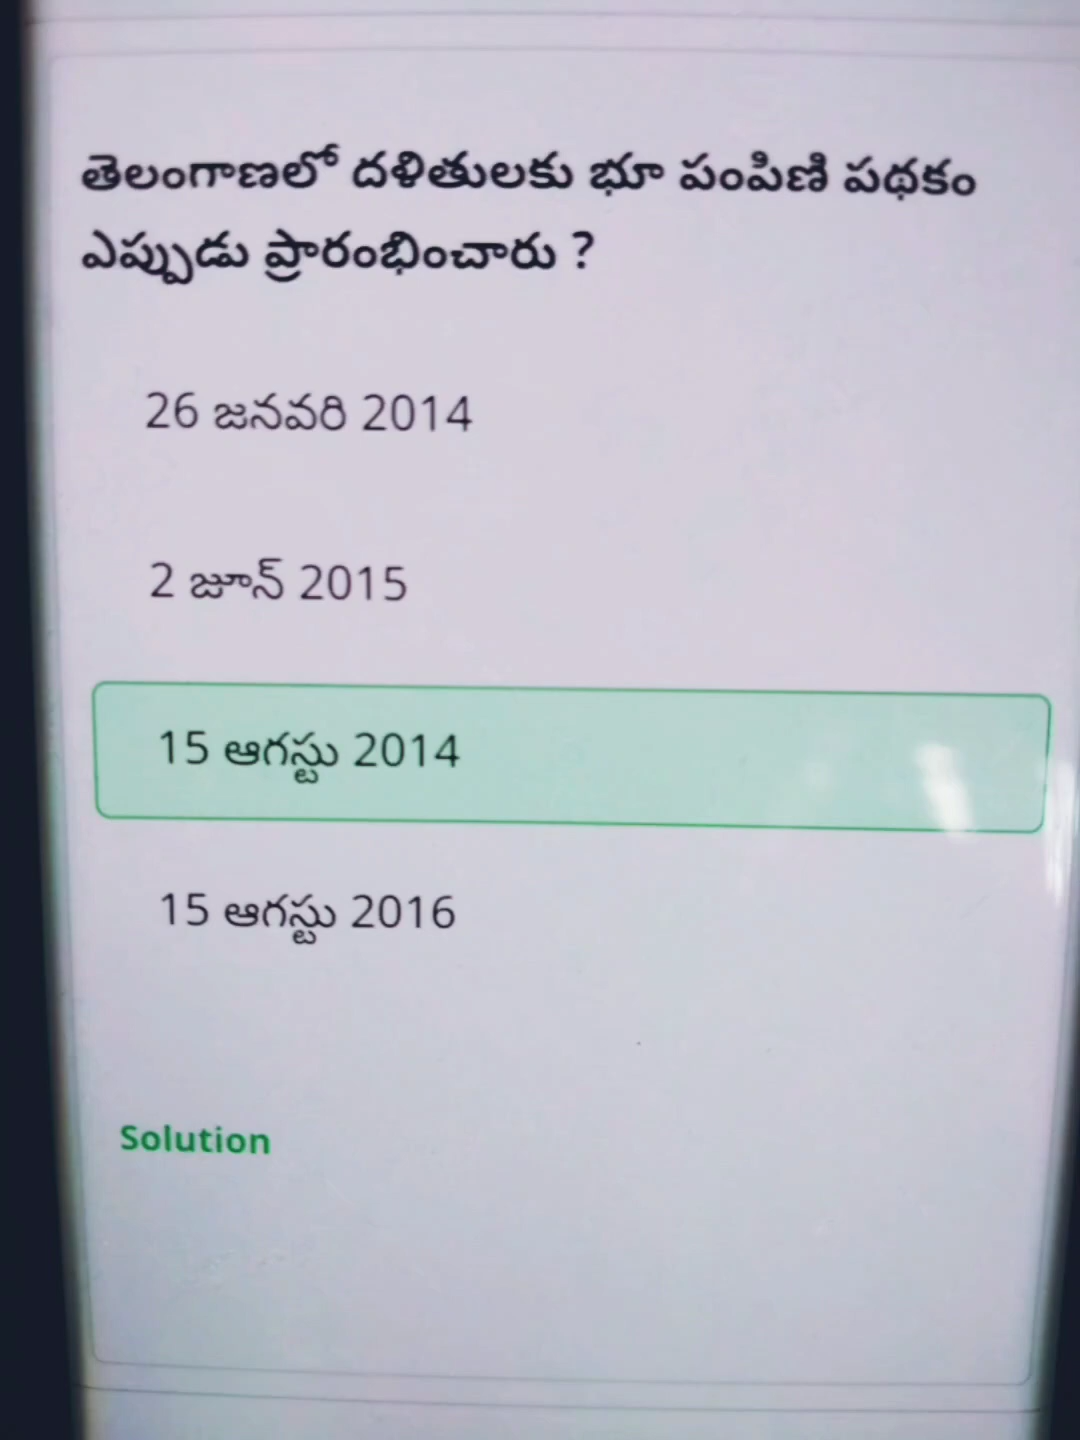 తెలంగాణలో దళితులకు భూ పంపిణి పథకం
ఎప్పుడు ప్రారంభించారు ?
26 జనవరి 2014
2 జూన్ 2015
15 ఆగస్టు 2014
15 ఆగస్టు 2016
Solution